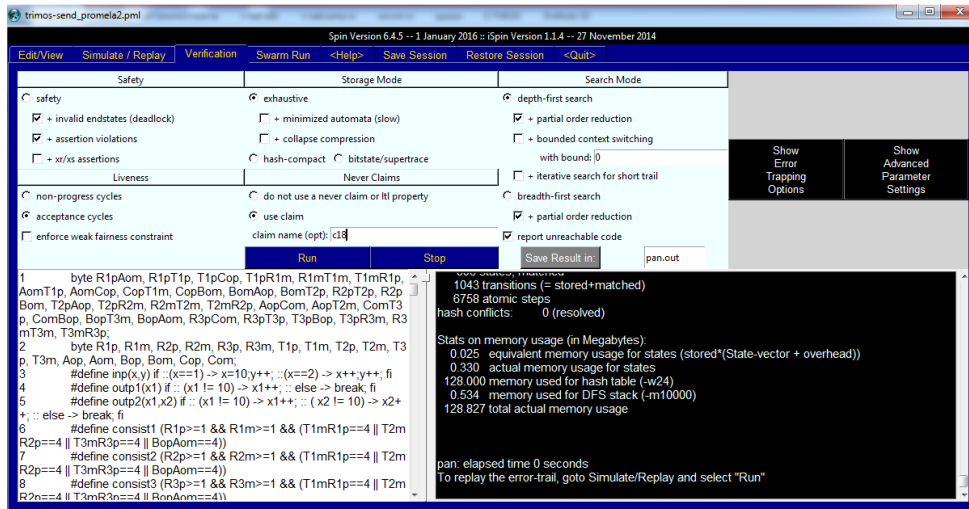 trimos-send_promela2.pml
Spin Version 6.4.5 -- 1 January 2016 :: iSpin Version 1.1.4 -- 27 November 2014
Edit/View Simulate / Replay Verification Swarm Run <Help> Save Session Restore Session <Quit>
Safety Storage Mode Search Mode
safety exhaustive depth-first search
+ invalid endstates (deadlock) + minimized automata (slow) + partial order reduction
+ assertion violations + collapse compression + bounded context switching
+ xr/xs assertions hash-compact bitstate/supertrace with bound: 0
Liveness Never Claims + iterative search for short trail
non-progress cycles do not use a never claim or ltl property breadth-first search
acceptance cycles use claim + partial order reduction
enforce weak fairness constraint claim name (opt): c18 report unreachable code
Run Stop Save Result in: pan.out
Show
Error
Trapping
Options
Show
Advanced
Parameter
Settings
1 byte R1pAom, R1pT1p, T1pCop, T1pR1m, R1mT1m, T1mR1p,
AomT1p, AomCop, CopT1m, CopBom, BomAop, BomT2p, R2pT2p, R2p
Bom, T2pAop, T2pR2m, R2mT2m, T2mR2p, AopCom, AopT2m, ComT3
p, ComBop, BopT3m, BopAom, R3pCom, R3pT3p, T3pBop, T3pR3m, R3
mT3m, T3mR3p;
2 byte R1p, R1m, R2p, R2m, R3p, R3m, T1p, T1m, T2p, T2m, T3
p, T3m, Aop, Aom, Bop, Bom, Cop, Com;
3 #define inp(x,y) if ::(x==1) -> x=10;y++; ::(x==2) -> x++;y++; fi
4 #define outp1(x1) if :: (x1 != 10) -> x1++; :: else -> break; fi
5 #define outp2(x1,x2) if :: (x1 != 10) -> x1++; :: ( x2 != 10) -> x2+
+; :: else -> break; fi
6 #define consist1 (R1p>=1 && R1m>=1 && (T1mR1p==4 || T2m
R2p==4 || T3mR3p==4 || BopAom==4))
7 #define consist2 (R2p>=1 && R2m>=1 && (T1mR1p==4 || T2m
R2p==4 || T3mR3p==4 || BopAom==4))
8 #define consist3 (R3p>=1 && R3m>=1 && (T1mR1p==4 || T2m
R2p==4 || T3mR3p==4 || BopAom==4))
states, matched
1043 transitions (= stored+matched)
6758 atomic steps
hash conflicts: 0 (resolved)
Stats on memory usage (in Megabytes):
0.025 equivalent memory usage for states (stored*(State-vector + overhead))
0.330 actual memory usage for states
128.000 memory used for hash table (-w24)
0.534 memory used for DFS stack (-m10000)
128.827 total actual memory usage
pan: elapsed time 0 seconds
To replay the error-trail, goto Simulate/Replay and select "Run"